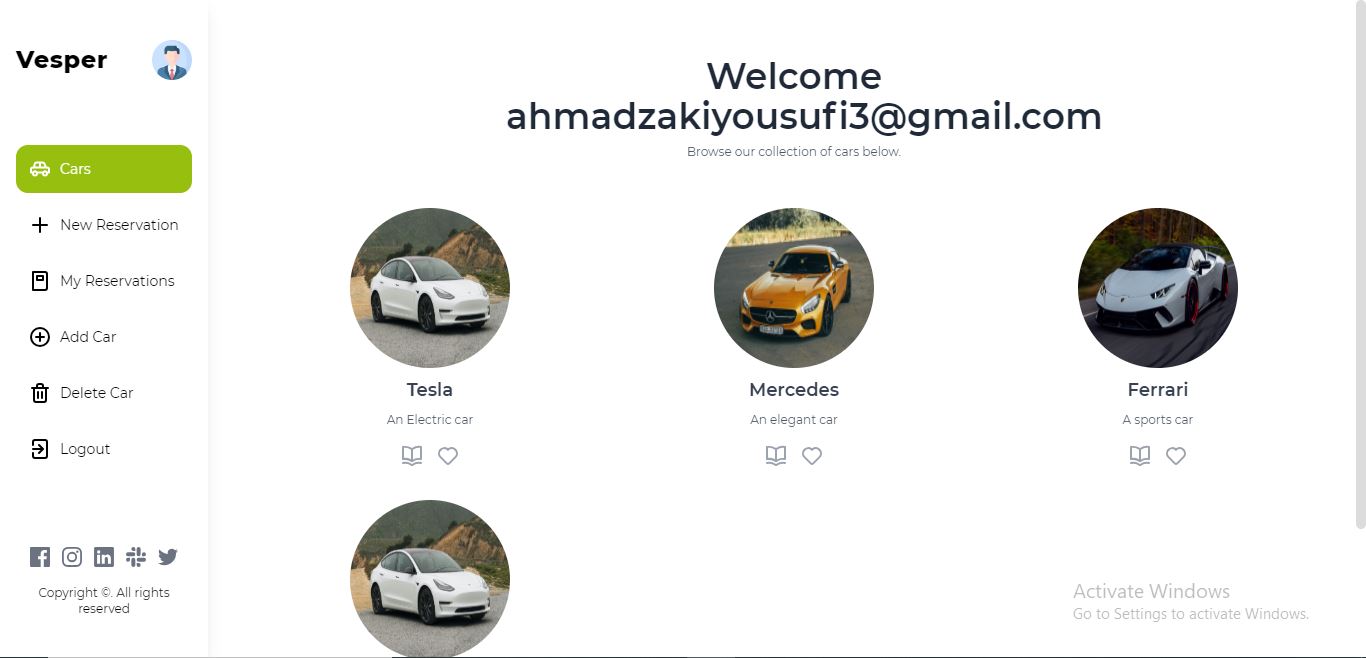 Vesper
Cars
New Reservation
My Reservations
Add Car
Delete Car
Logout
Copyright ©. All rights
reserved
Welcome
ahmadzakiyousufi3@gmail.com
Browse our collection of cars below.
Tesla
An Electric car
Mercedes
An elegant car
Ferrari
A sports car
Activate Windows
Go to Settings to activate Windows.